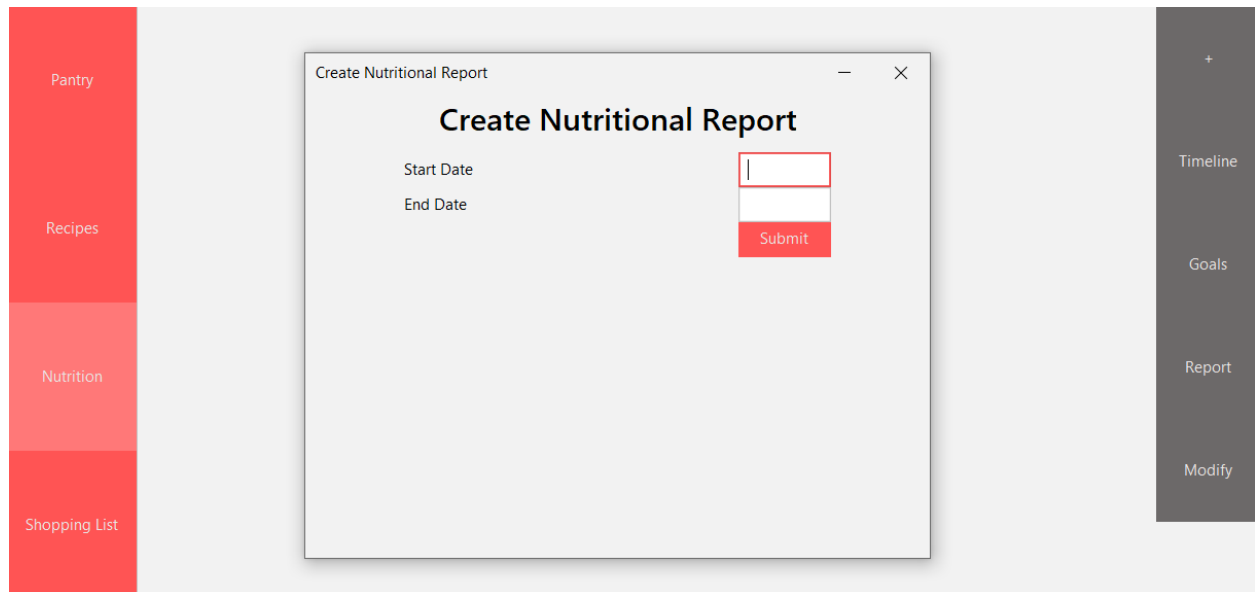 Pantry
Recipes
Nutrition
Shopping List
Create Nutritional Report
Create Nutritional Report
Start Date
End Date
Submit
+
Timeline
Goals
Report
Modify